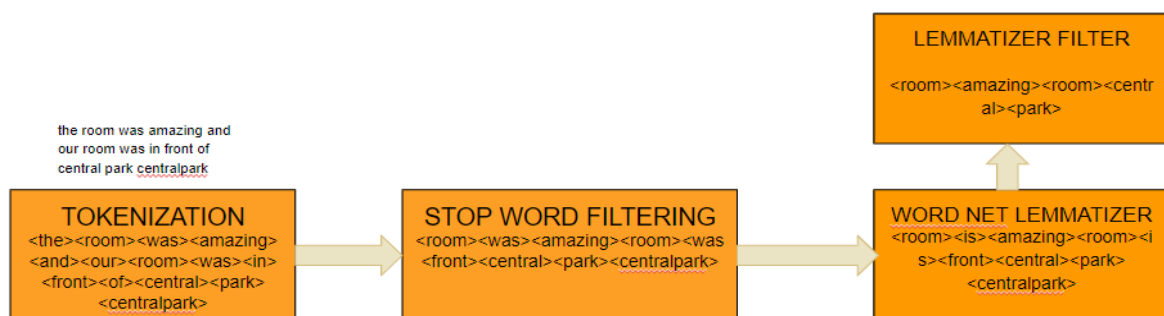 the room was amazing and
our room was in front of
central park centralpark
TOKENIZATION
<the><room><was><amazing>
<and><our><room><was><in>
<front><of><central><park>
<centralpark>
STOP WORD FILTERING
<room><was><amazing><room><was
<front><central><park><centralpark>
WORD NET LEMMATIZER
<room><is><amazing><room><i
s><front><central><park>
<centralpark>
LEMMATIZER FILTER
<room><amazing><room><centr
al><park>